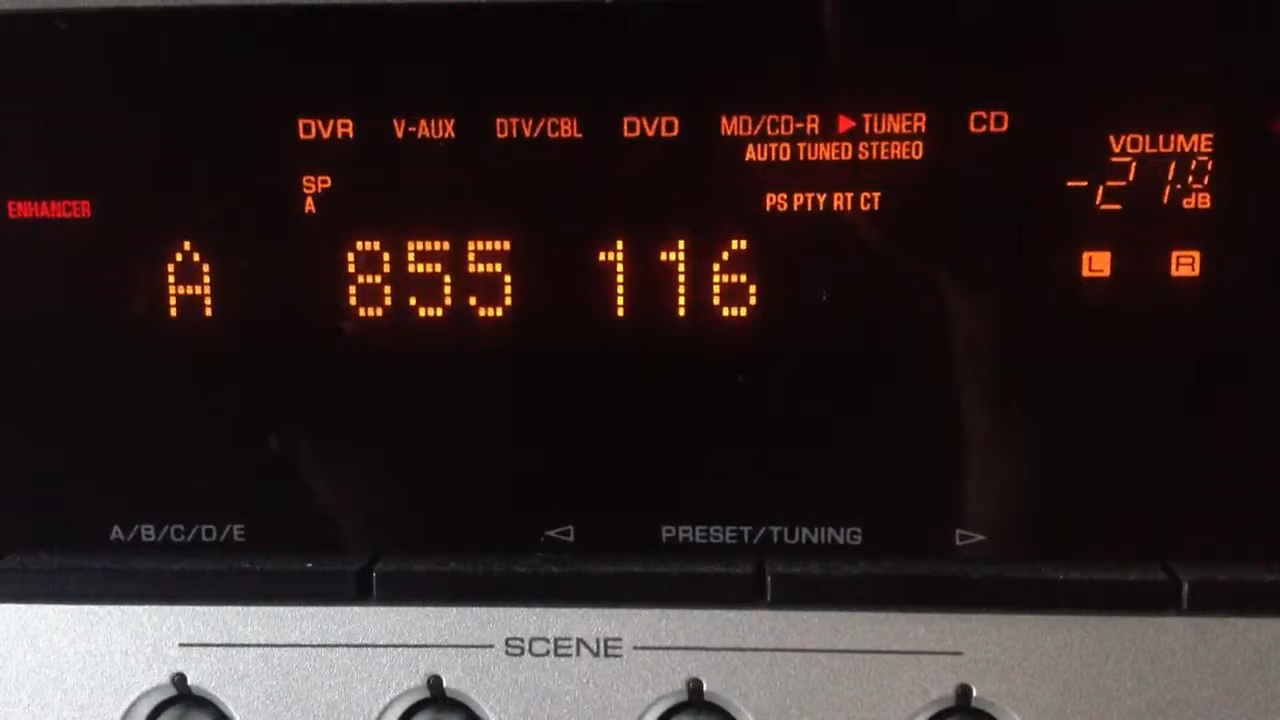 DVR V-AUX DTV/CBL DVD MD/CD-R TUNER CD
AUTO TUNED STEREO
VOLUME
-21.0 dB
SP
A
ENHANCER
PS PTY RT CT
A 855 116
L R
A/B/C/D/E PRESET/TUNING
SCENE